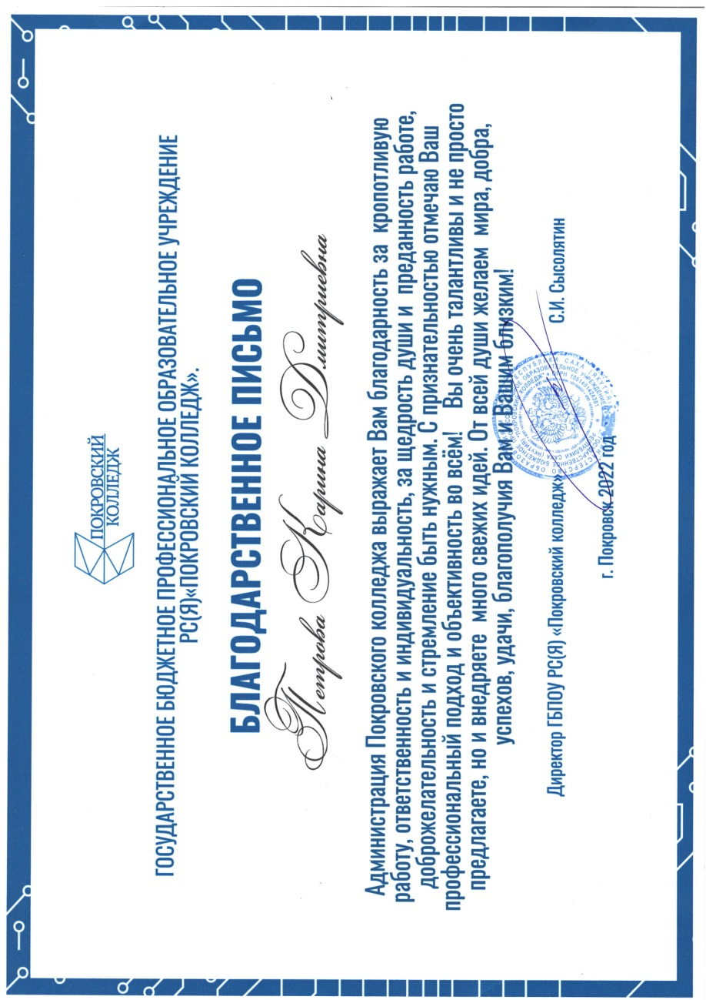 ПОКРОВСКИЙ
КОЛЛЕДЖ
ГОСУДАРСТВЕННОЕ БЮДЖЕТНОЕ ПРОФЕССИОНАЛЬНОЕ ОБРАЗОВАТЕЛЬНОЕ УЧРЕЖДЕНИЕ
РС(Я)«ПОКРОВСКИЙ КОЛЛЕДЖ».
БЛАГОДАРСТВЕННОЕ ПИСЬМО
Петрова Карина Дмитриевна
Администрация Покровского колледжа выражает Вам благодарность за кропотливую
работу, ответственность и индивидуальность, за щедрость души и преданность работе,
доброжелательность и стремление быть нужным. С признательностью отмечаю Ваш
профессиональный подход и объективность во всём! Вы очень талантливы и не просто
предлагаете, но и внедряете много свежих идей. От всей души желаем мира, добра,
успехов, удачи, благополучия Вам и Вашим близким!
Директор ГБПОУ РС(Я) «Покровский колледж» С.И. Сысолятин
г. Покровск 2022 год